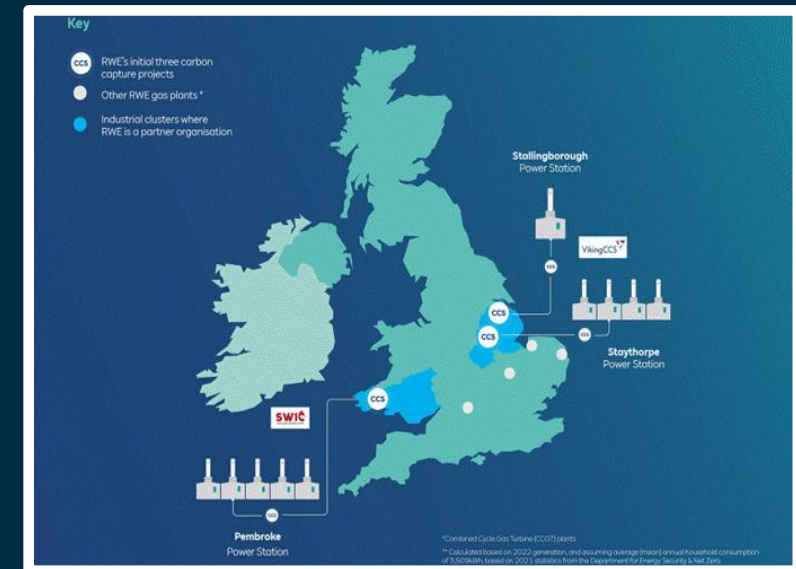 Key
CCS
RWE's initial three carbon
capture projects
Other RWE gas plants *
Industrial clusters where
RWE is a partner organisation
Stallingborough
Power Station
VikingCCS
CCS
CCS
CCS
CCS
Staythorpe
Power Station
CCS
SWIC
CCS
Pembroke
Power Station
*Combined Cycle Gas Turbine (CCGT) plants
** Calculated based on 2022 generation, and assuming average (mean) annual household consumption
of 3,509kWh, based on 2021 statistics from the Department for Energy Security & Net Zero